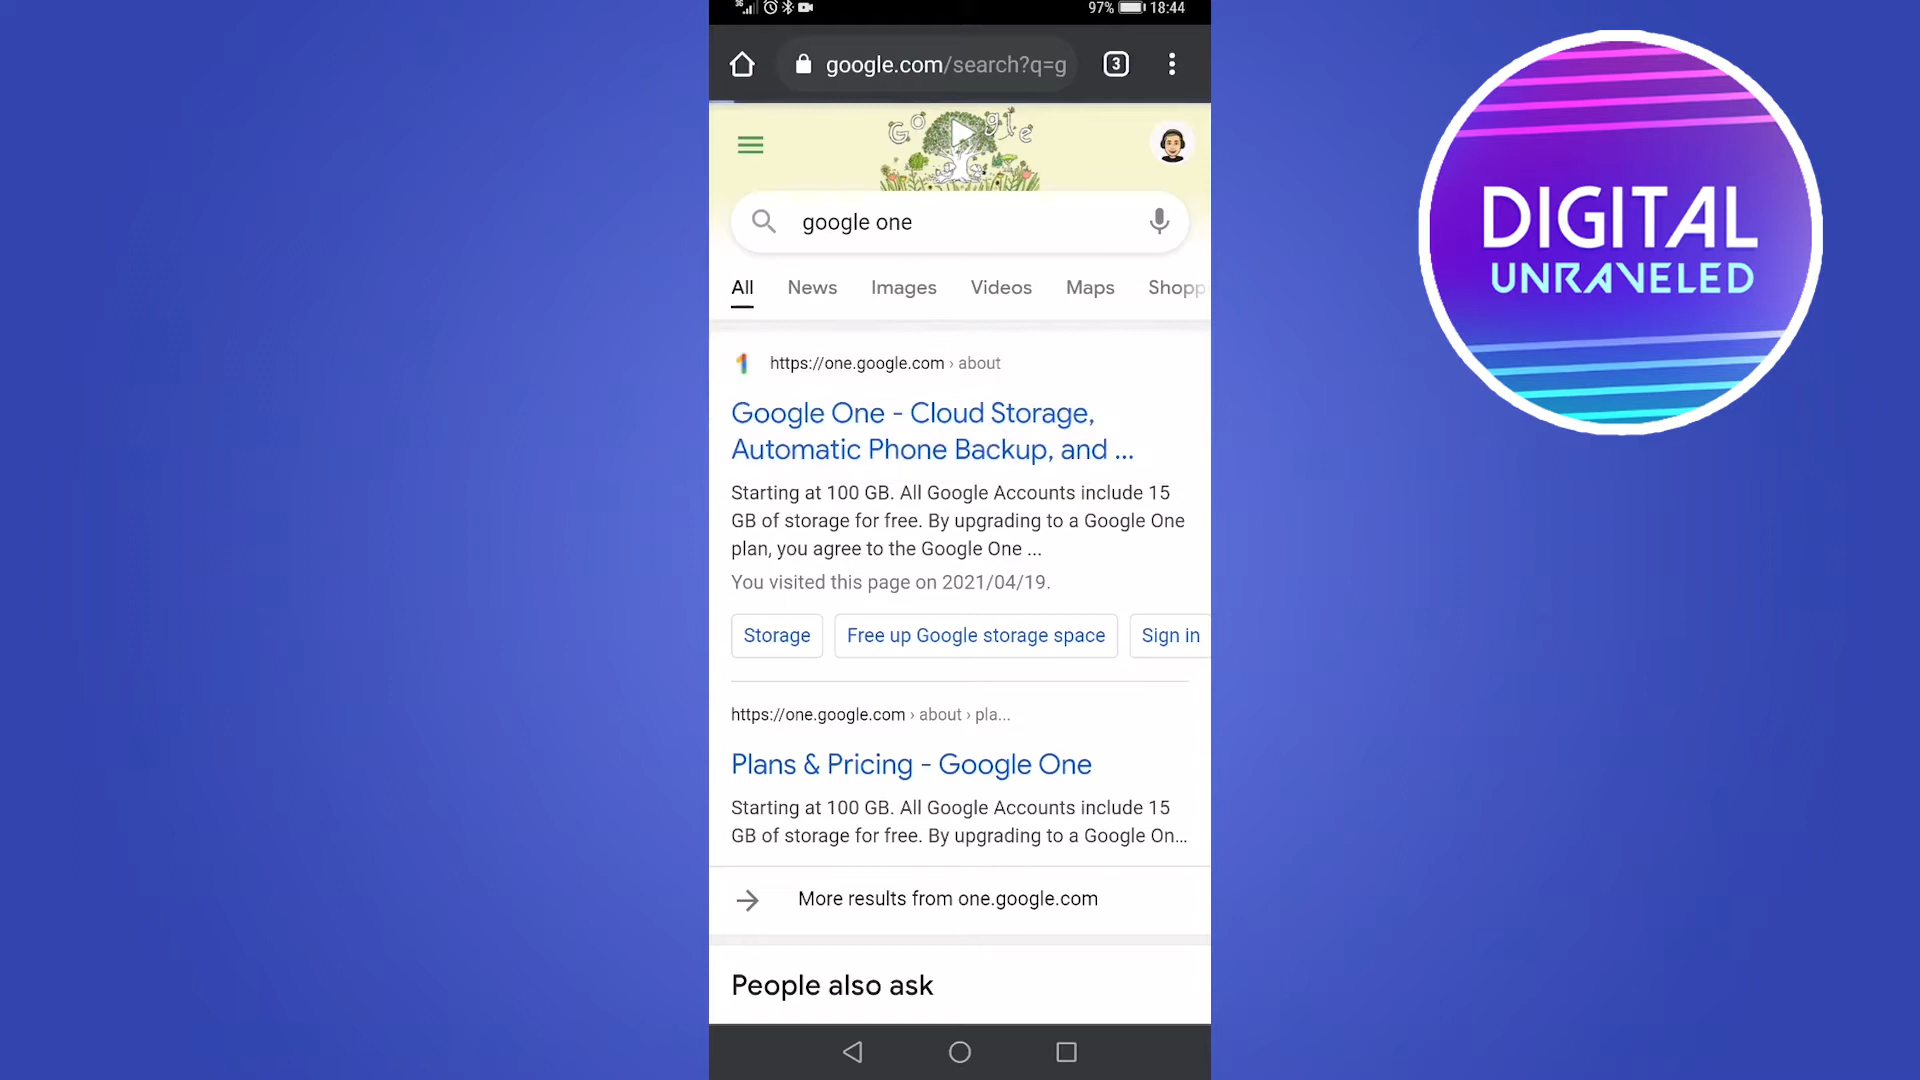 3G
97% 18:44
google.com/search?q=g
3
Google
google one
All News Images Videos Maps Shopp
https://one.google.com › about
Google One - Cloud Storage,
Automatic Phone Backup, and ...
Starting at 100 GB. All Google Accounts include 15
GB of storage for free. By upgrading to a Google One
plan, you agree to the Google One ...
You visited this page on 2021/04/19.
Storage
Free up Google storage space
Sign in
https://one.google.com › about › pla...
Plans & Pricing - Google One
Starting at 100 GB. All Google Accounts include 15
GB of storage for free. By upgrading to a Google On...
More results from one.google.com
People also ask
DIGITAL
UNRAVELED